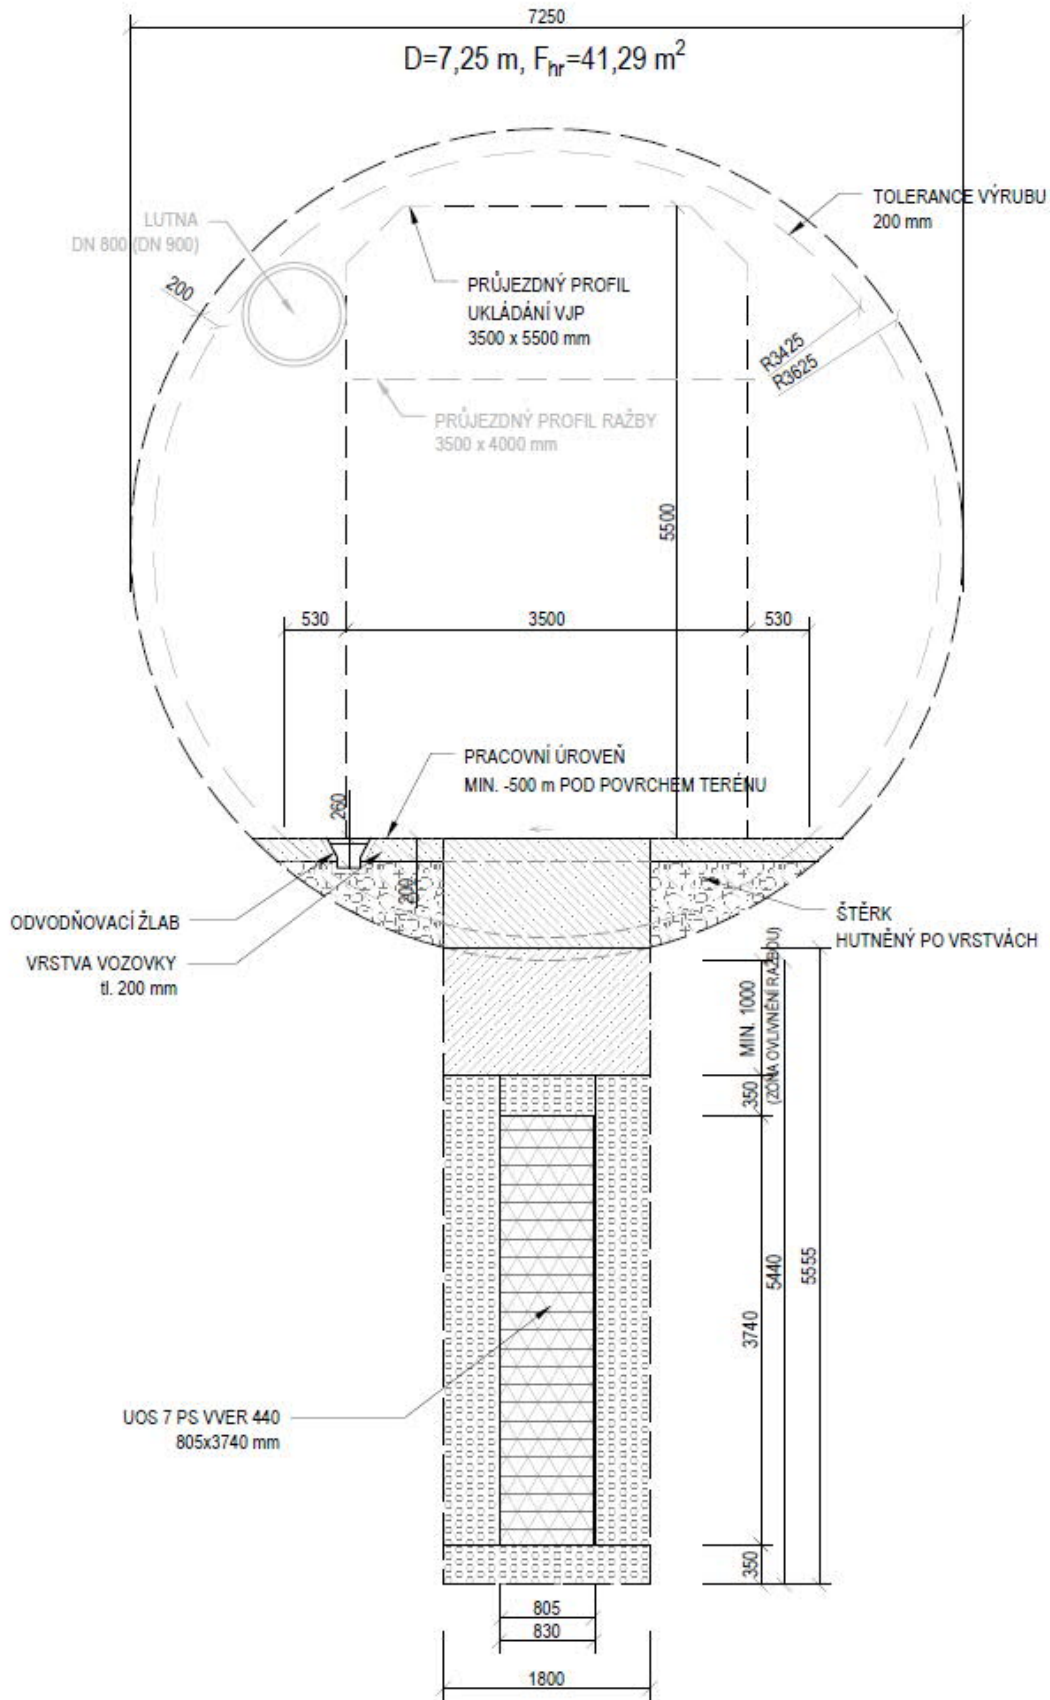 7250
D=7,25 m, Fhr=41,29 m²
TOLERANCE VÝRUBU
200 mm
LUTNA
DN 800 (DN 900)
200
PRŮJEZDNÝ PROFIL
UKLÁDÁNÍ VJP
3500 x 5500 mm
R3425
R3625
PRŮJEZDNÝ PROFIL RAŽBY
3500 x 4000 mm
5500
530
3500
530
PRACOVNÍ ÚROVEŇ
MIN. -500 m POD POVRCHEM TERÉNU
260
200
ODVODŇOVACÍ ŽLAB
VRSTVA VOZOVKY
tl. 200 mm
ŠTĚRK
HUTNĚNÝ PO VRSTVÁCH
MIN. 1000
(ZÓNA OVLIVNĚNÍ RAŽBOU)
350
3740
5440
5555
UOS 7 PS VVER 440
805x3740 mm
350
805
830
1800